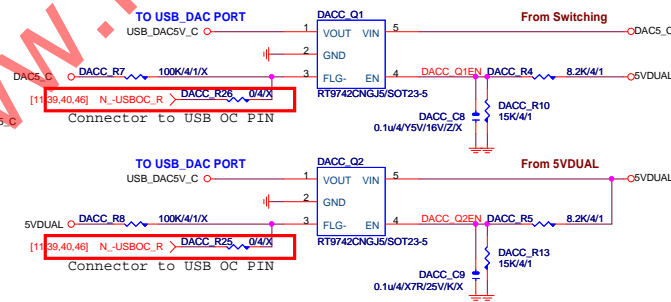 TO USB_DAC PORT
DACC_Q1
From Switching
USB_DAC5V_C
1
VOUT VIN
5
DAC5_C
2
GND
DAC5_C
DACC_R7
100K/4/1/X
3
FLG-
EN
4
DACC_Q1EN
DACC_R4
8.2K/4/1
5VDUAL
[11,39,40,46]
N_-USBOC_R
DACC_R26
0/4/X
RT9742CNGJ5/SOT23-5
Connector to USB OC PIN
DACC_C8
0.1u/4/Y5V/16V/Z/X
DACC_R10
15K/4/1
5_C
TO USB_DAC PORT
DACC_Q2
From 5VDUAL
USB_DAC5V_C
1
VOUT VIN
5
5VDUAL
2
GND
5VDUAL
DACC_R8
100K/4/1/X
3
FLG-
EN
4
DACC_Q2EN
DACC_R5
8.2K/4/1
[11,39,40,46]
N_-USBOC_R
DACC_R25
0/4/X
RT9742CNGJ5/SOT23-5
Connector to USB OC PIN
DACC_C9
0.1u/4/X7R/25V/K/X
DACC_R13
15K/4/1